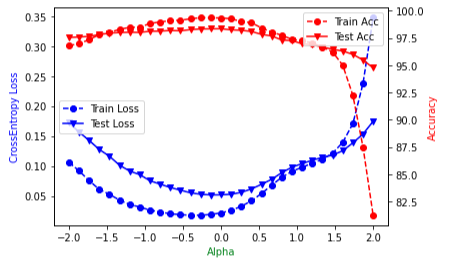 0.35
0.30
0.25
0.20
0.15
0.10
0.05
CrossEntropy Loss
100.0
97.5
95.0
92.5
90.0
87.5
85.0
82.5
Accuracy
Train Acc
Test Acc
Train Loss
Test Loss
−2.0 −1.5 −1.0 −0.5 0.0 0.5 1.0 1.5 2.0
Alpha